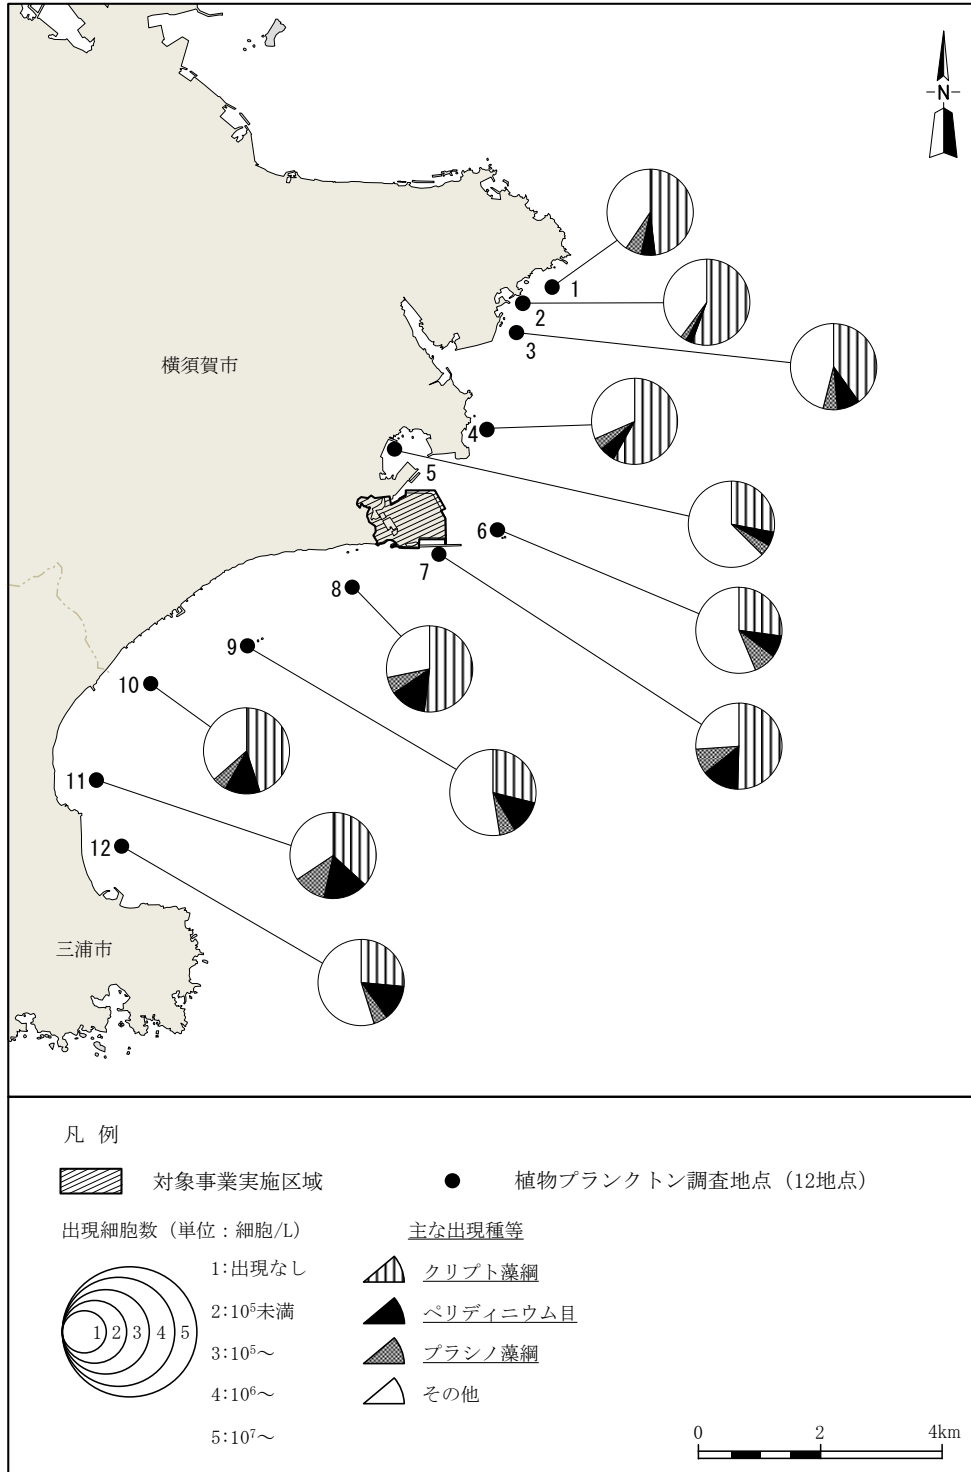 N
横須賀市
1
2
3
4
5
6
7
8
9
10
11
12
三浦市
凡 例
対象事業実施区域
植物プランクトン調査地点（12地点）
出現細胞数（単位：細胞/L）
主な出現種等
1 2 3 4 5
1:出現なし
2:10⁵未満
3:10⁵～
4:10⁶～
5:10⁷～
クリプト藻綱
ペリディニウム目
プラシノ藻綱
その他
0 2 4km